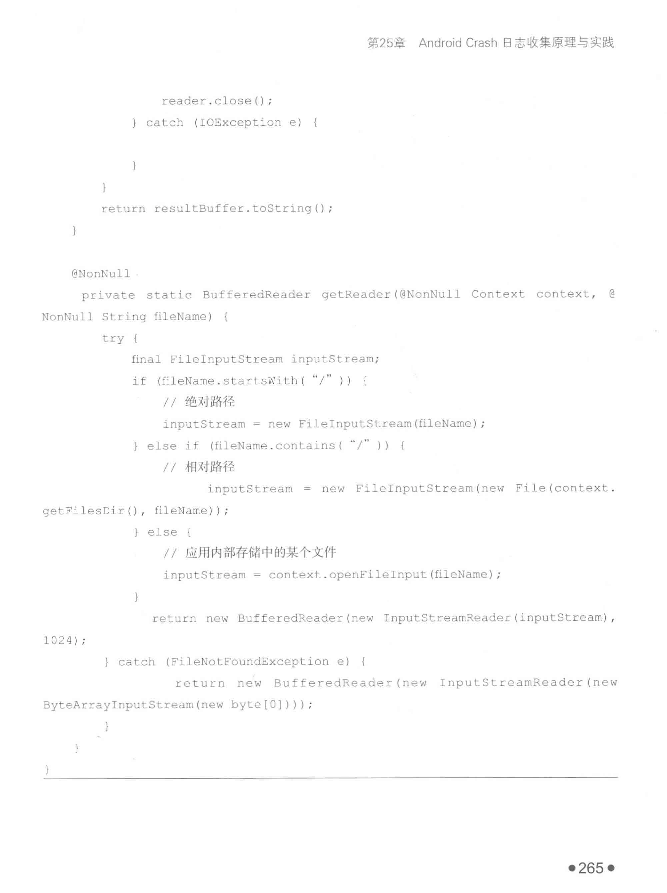 第25章 Android Crash 日志收集原理与实践
reader.close();
} catch (IOException e) {
}
}
return resultBuffer.toString();
}
@NonNull
private static BufferedReader getReader(@NonNull Context context, @
NonNull String fileName) {
try {
final FileInputStream inputStream;
if (fileName.startsWith( “/” )) {
// 绝对路径
inputStream = new FileInputStream(fileName);
} else if (fileName.contains( “/” )) {
// 相对路径
inputStream = new FileInputStream(new File(context.
getFilesDir(), fileName));
} else {
// 应用内部存储中的某个文件
inputStream = context.openFileInput(fileName);
}
return new BufferedReader(new InputStreamReader(inputStream),
1024);
} catch (FileNotFoundException e) {
return new BufferedReader(new InputStreamReader(new
ByteArrayInputStream(new byte[0])));
}
}
}
●265●